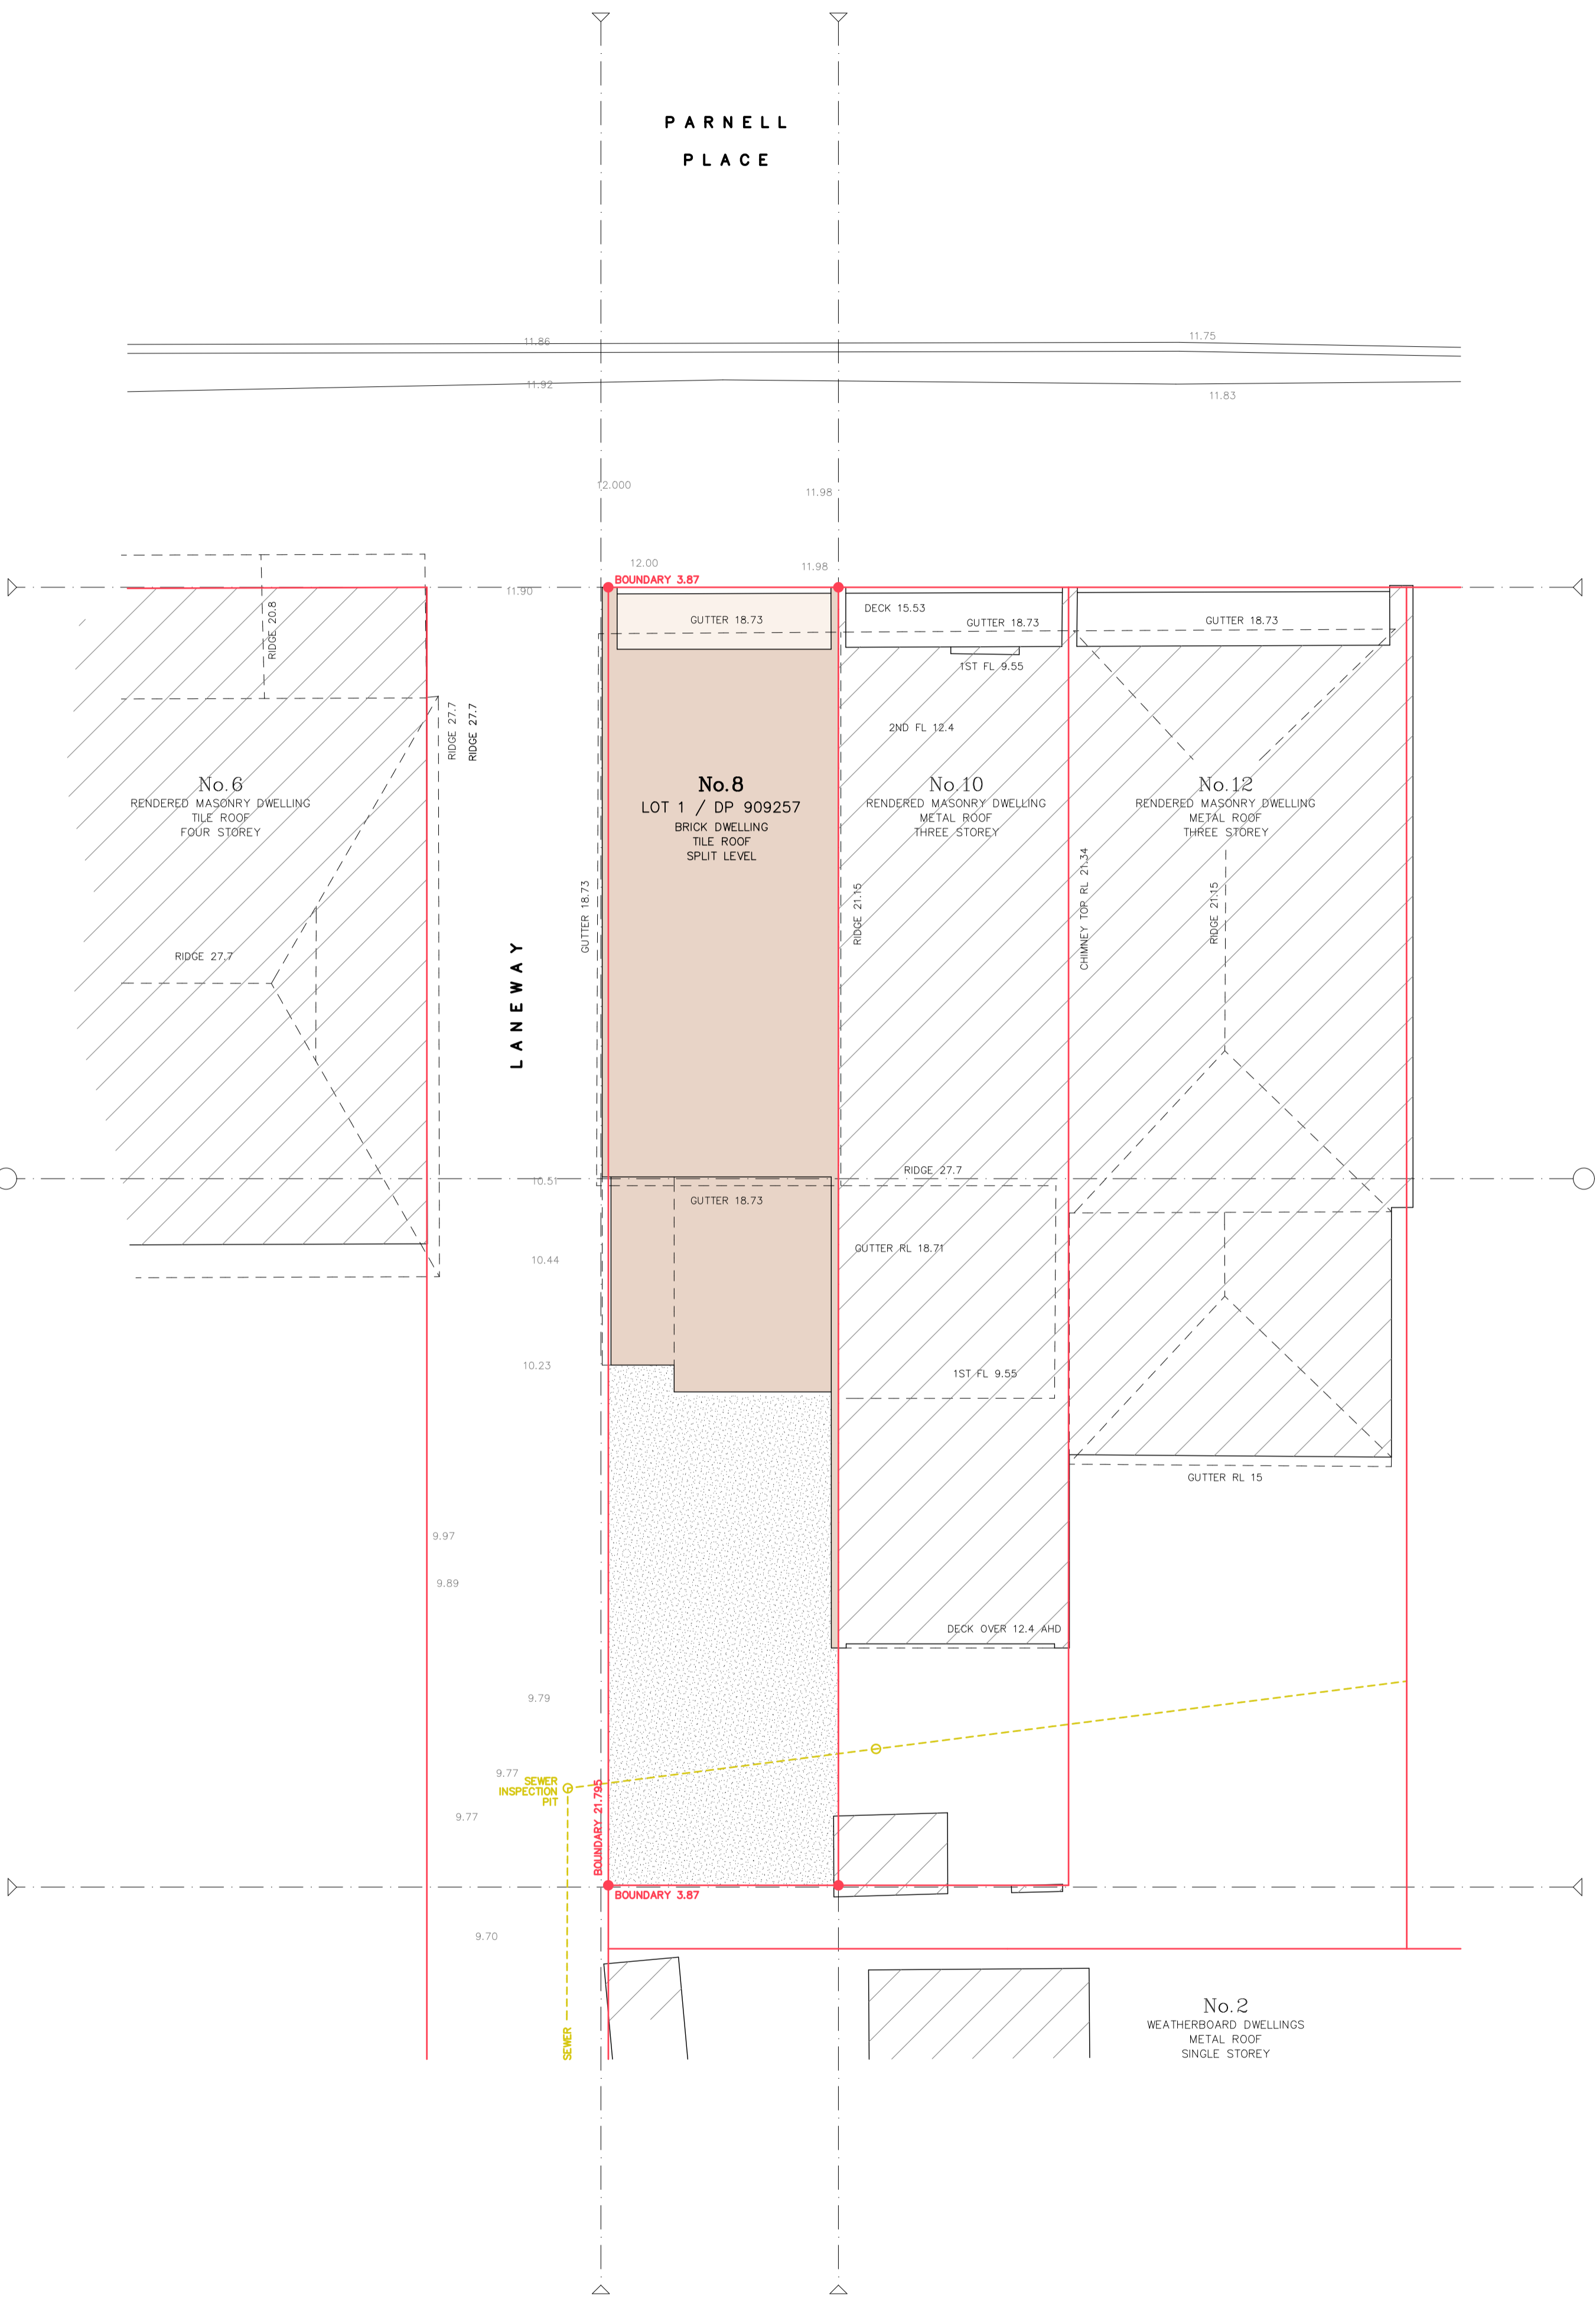 PARNELL
PLACE
11.86
11.75
11.92
11.83
12.000
11.98
12.00
11.98
BOUNDARY 3.87
11.90
RIDGE 20.8
GUTTER 18.73
DECK 15.53
GUTTER 18.73
GUTTER 18.73
1ST FL 9.55
RIDGE 27.7
RIDGE 27.7
2ND FL 12.4
No.6
RENDERED MASONRY DWELLING
TILE ROOF
FOUR STOREY
No.8
LOT 1 / DP 909257
BRICK DWELLING
TILE ROOF
SPLIT LEVEL
No.10
RENDERED MASONRY DWELLING
METAL ROOF
THREE STOREY
No.12
RENDERED MASONRY DWELLING
METAL ROOF
THREE STOREY
GUTTER 18.73
RIDGE 21.15
CHIMNEY TOP RL 21.34
RIDGE 21.15
RIDGE 27.7
LANEWAY
10.51
RIDGE 27.7
GUTTER 18.73
10.44
GUTTER RL 18.71
10.23
1ST FL 9.55
GUTTER RL 15
9.97
9.89
DECK OVER 12.4 AHD
9.79
9.77
SEWER
INSPECTION
PIT
9.77
BOUNDARY 21.795
BOUNDARY 3.87
9.70
SEWER
No.2
WEATHERBOARD DWELLINGS
METAL ROOF
SINGLE STOREY